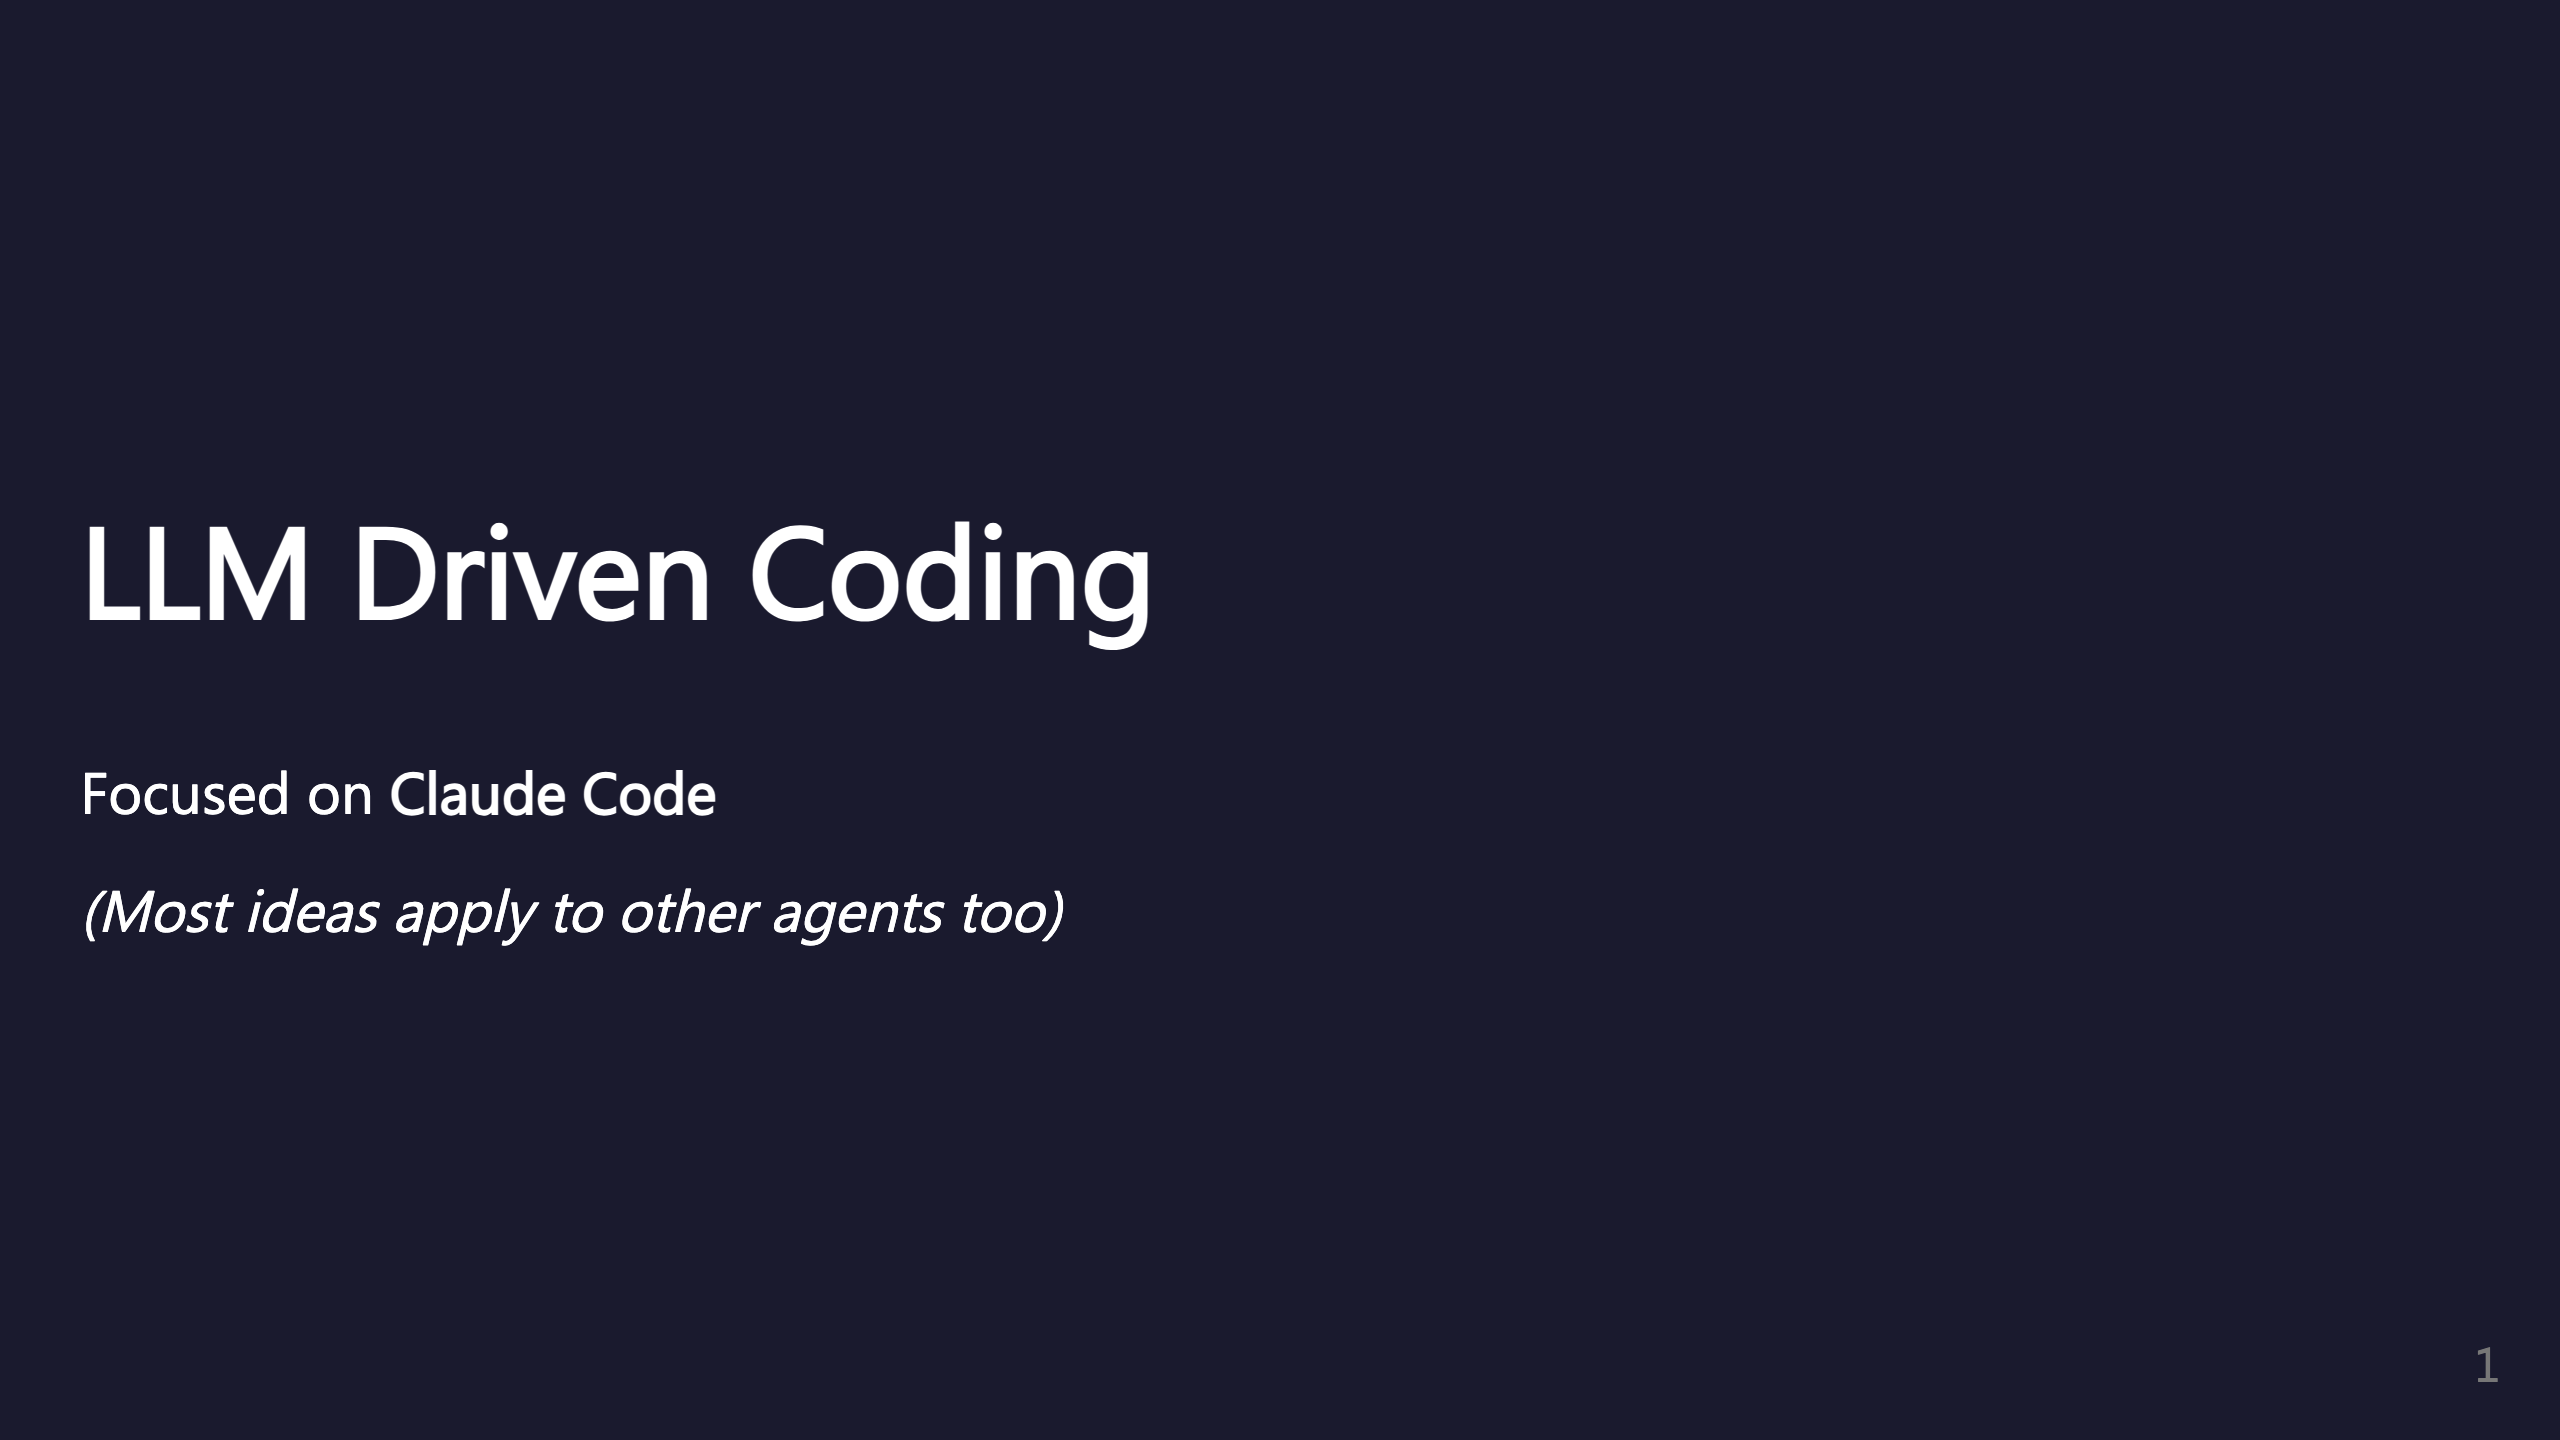 LLM Driven Coding
Focused on Claude Code
(Most ideas apply to other agents too)
1